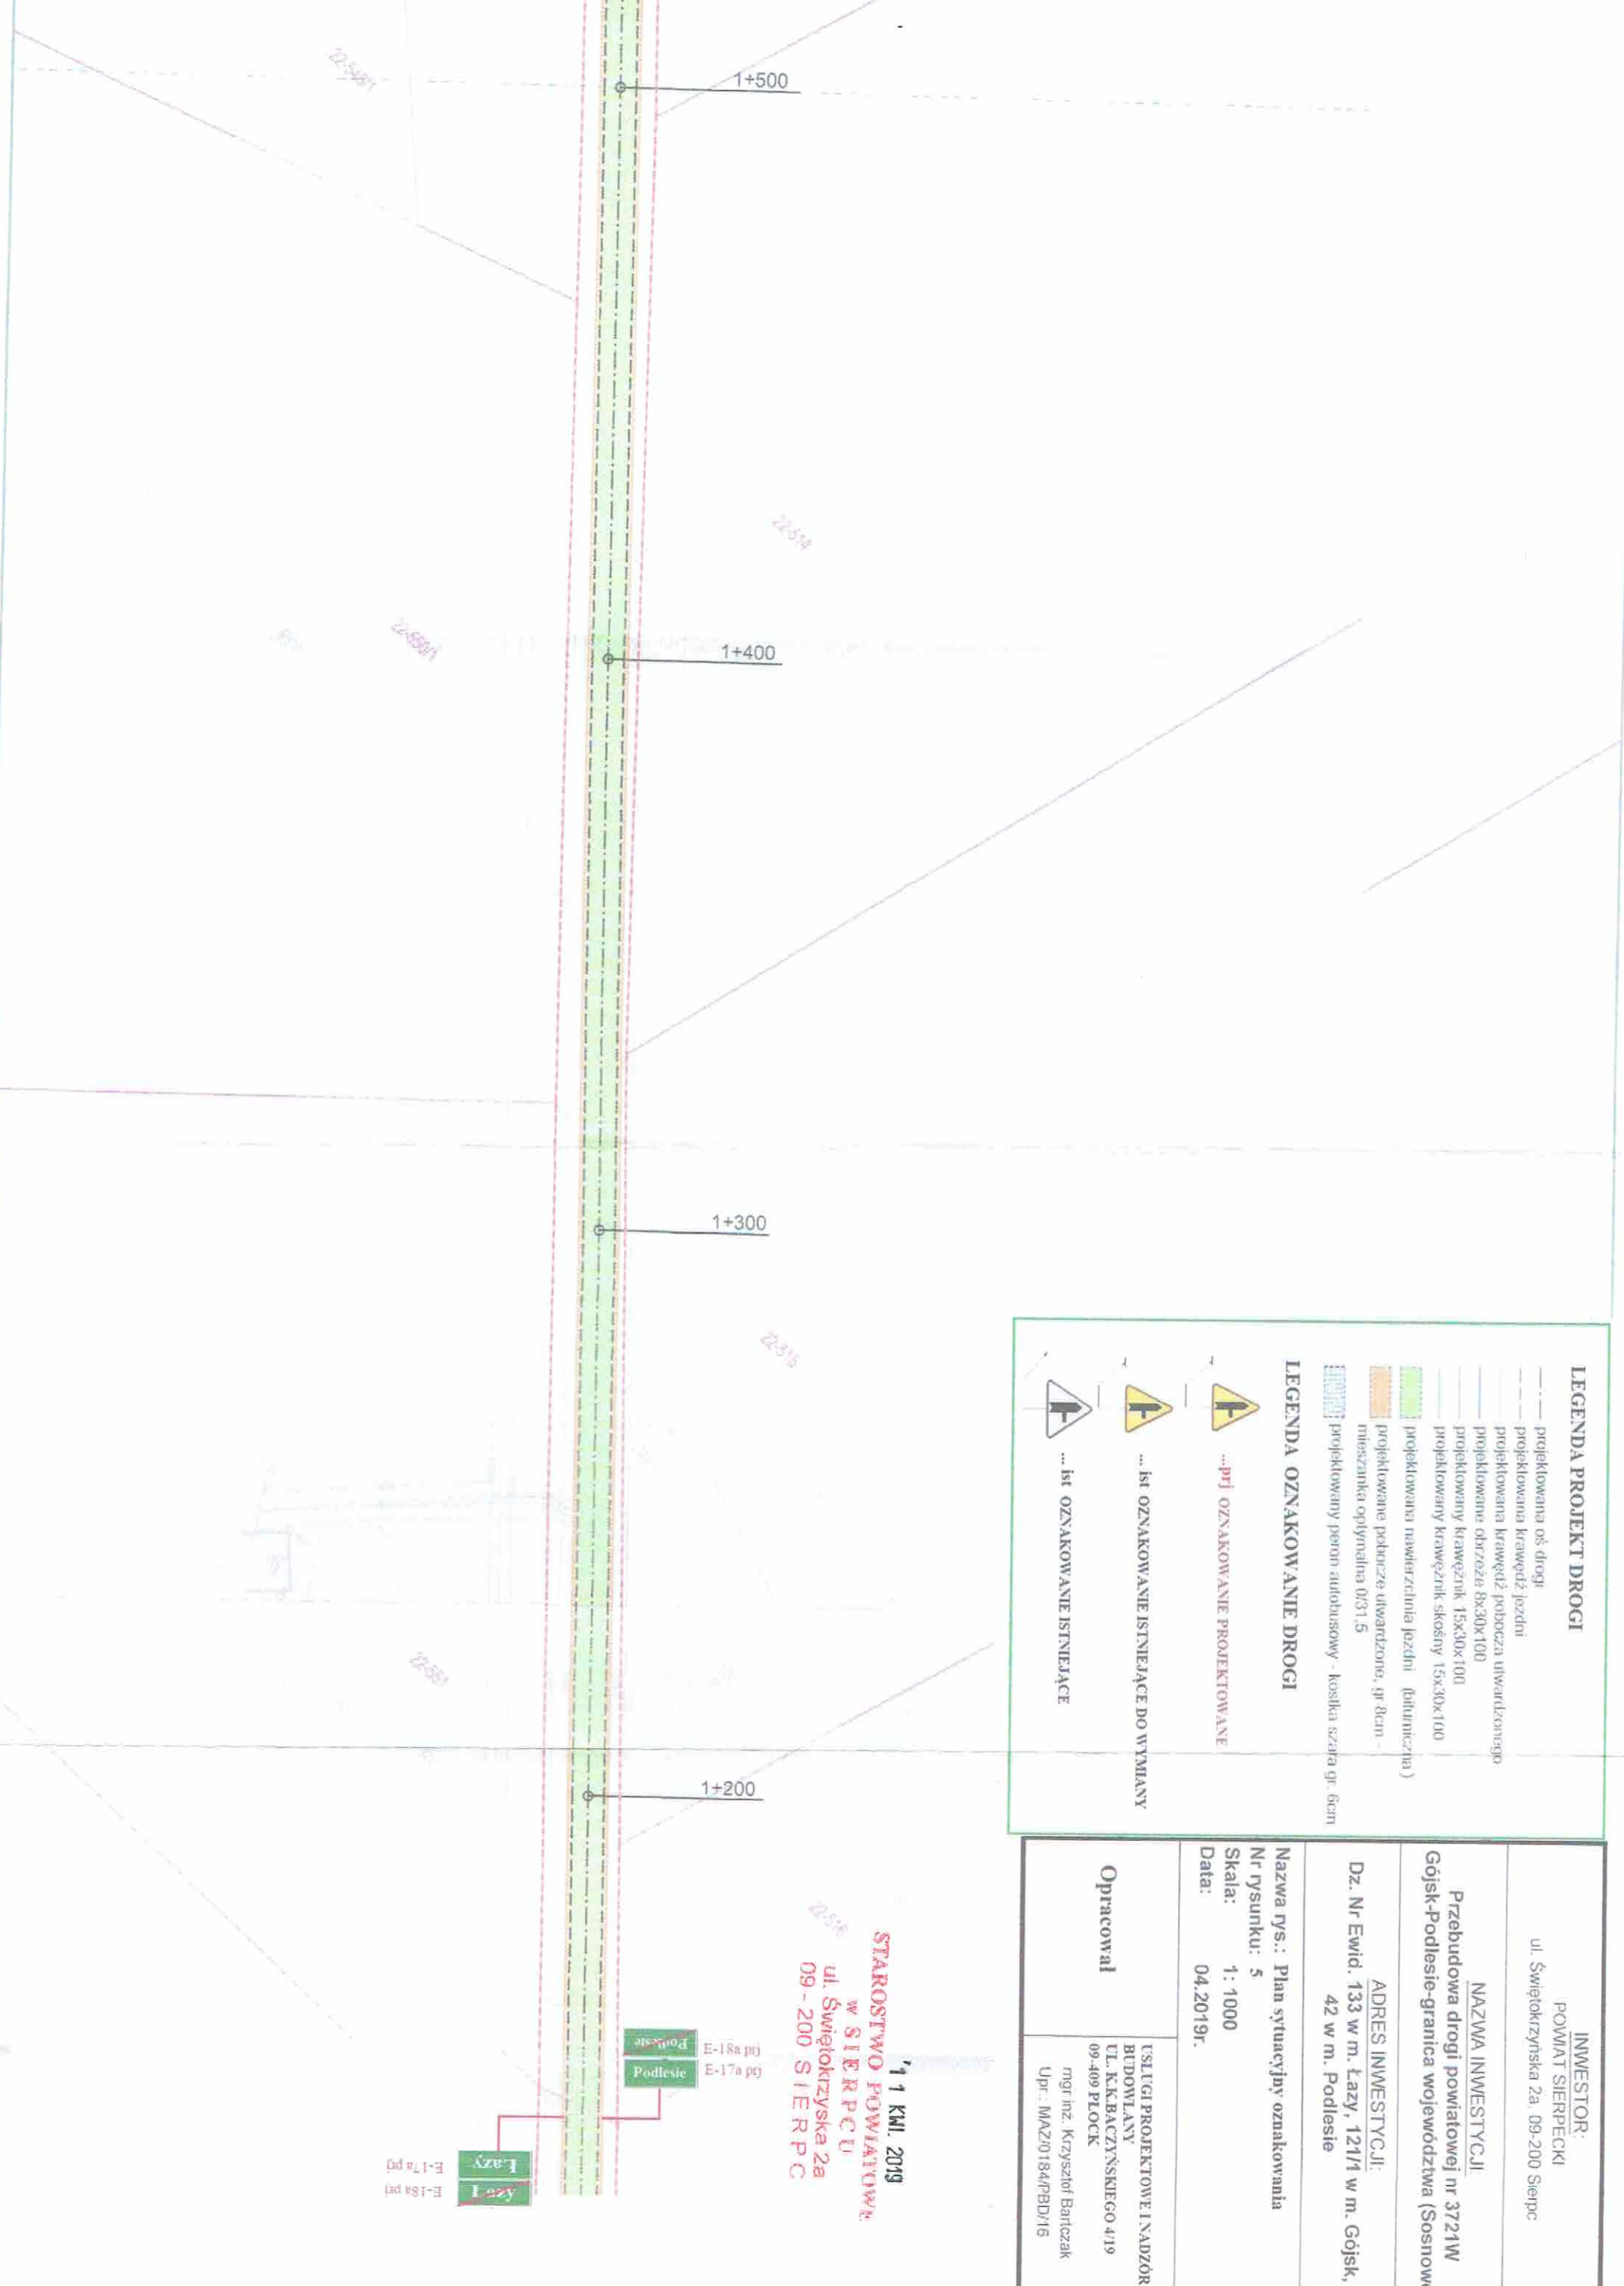 22-549/1
1+500
22-514
22-550/1
1+400
1+300
22-515
22-551
1+200
22-516
LEGENDA PROJEKT DROGI
projektowana oś drogi
projektowana krawędź jezdni
projektowana krawędź pobocza utwardzonego
projektowane obrzeże 8x30x100
projektowany krawężnik 15x30x100
projektowany krawężnik skośny 15x30x100
projektowana nawierzchnia jezdni (bitumiczna)
projektowane pobocze utwardzone, gr 8cm -
mieszanka optymalna 0/31,5
projektowany peron autobusowy - kostka szara gr. 6cm
LEGENDA OZNAKOWANIE DROGI
...prj OZNAKOWANIE PROJEKTOWANE
... ist OZNAKOWANIE ISTNIEJĄCE DO WYMIANY
... ist OZNAKOWANIE ISTNIEJĄCE
INWESTOR:
POWIAT SIERPECKI
ul. Świętokrzyńska 2a, 09-200 Sierpc
NAZWA INWESTYCJI:
Przebudowa drogi powiatowej nr 3721W
Gójsk-Podlesie-granica województwa (Sosnow
ADRES INWESTYCJI:
Dz. Nr Ewid. 133 w m. Łazy, 121/1 w m. Gójsk,
42 w m. Podlesie
Nazwa rys.: Plan sytuacyjny oznakowania
Nr rysunku: 5
Skala: 1: 1000
Data: 04.2019r.
Opracował
USŁUGI PROJEKTOWE I NADZÓR
BUDOWLANY
UL. K.K.BACZYŃSKIEGO 4/19
09-409 PŁOCK
mgr inż. Krzysztof Bartczak
Upr.: MAZ/0184/PBD/16
'11 KWI. 2019
STAROSTWO POWIATOWE
w SIERPCU
ul. Świętokrzyska 2a
09 - 200 SIERPC
Podlesie
E-18a prj
Podlesie
E-17a prj
Łazy
E-17a prj
Łazy
E-18a prj